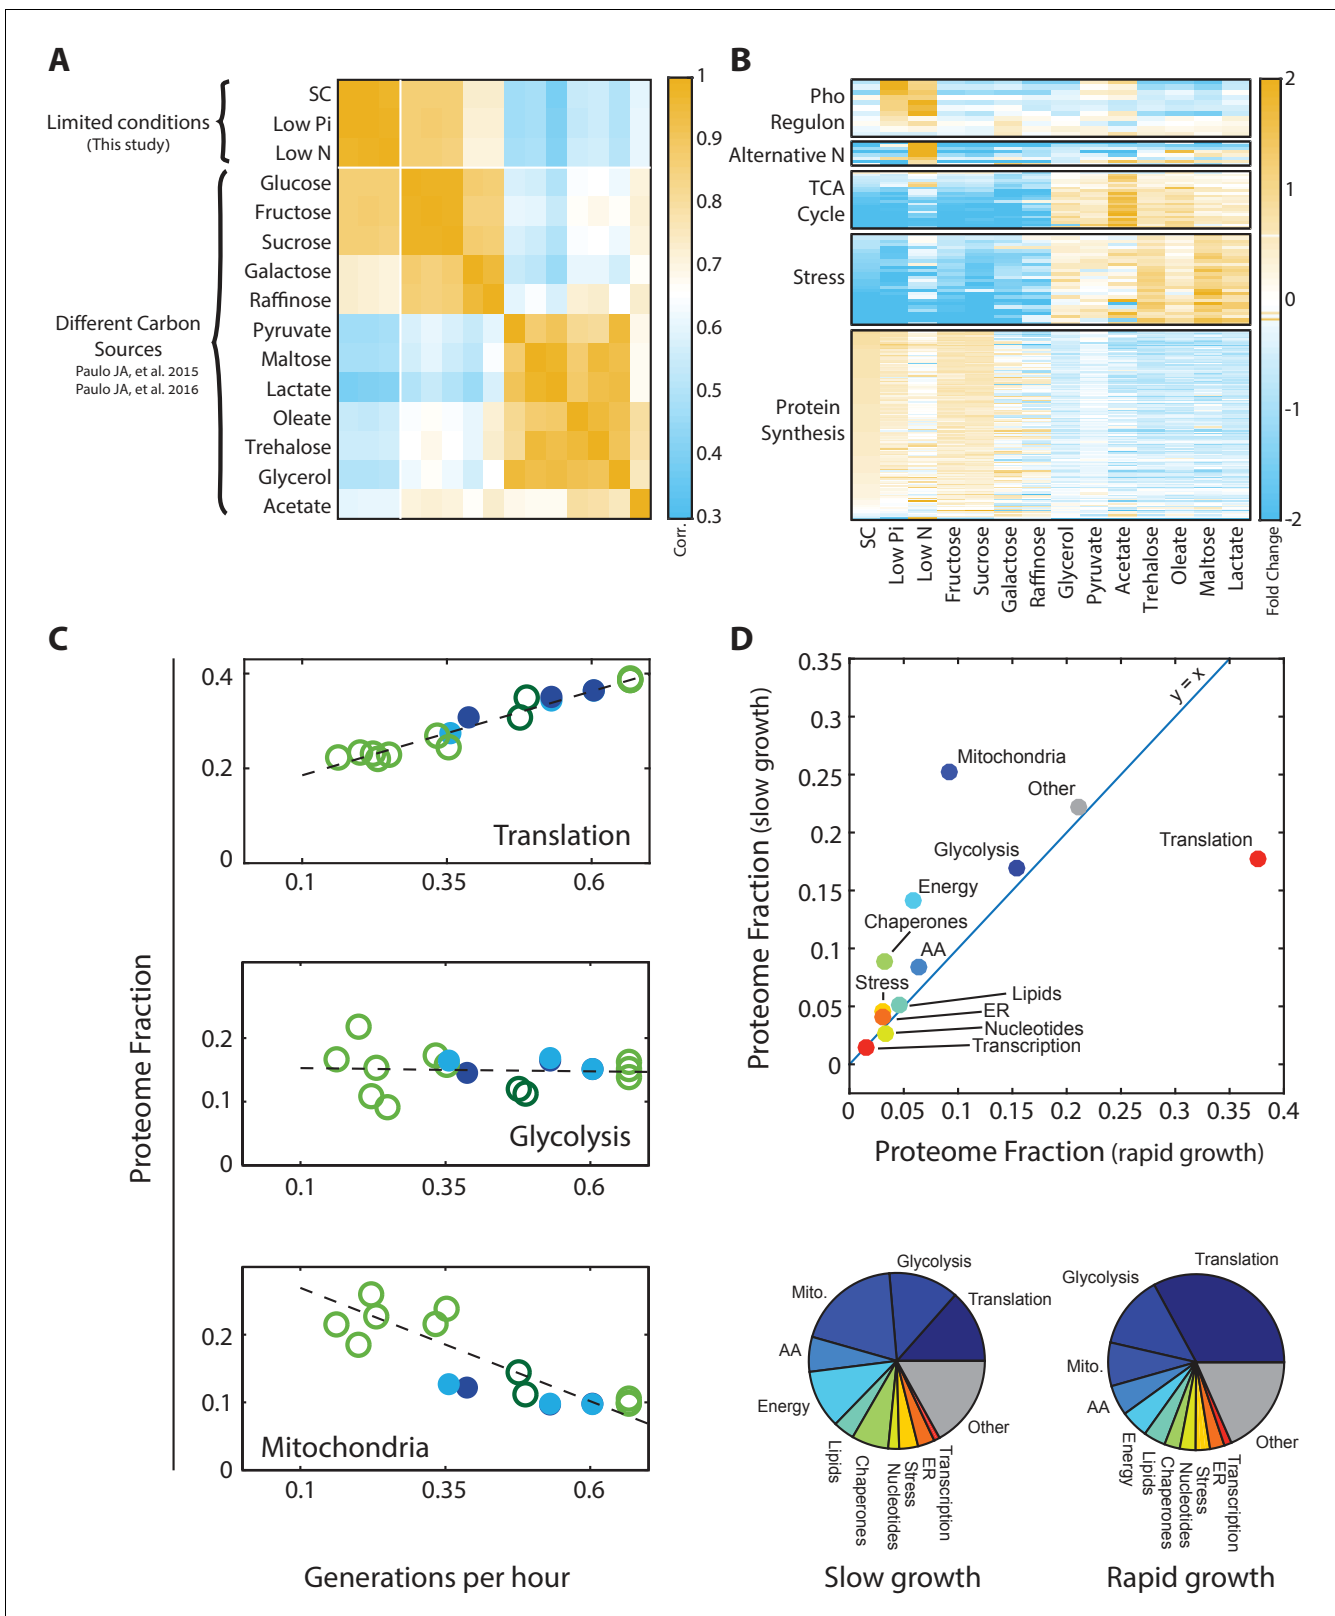 A
Limited conditions
(This study)
Different Carbon
Sources
Paulo JA, et al. 2015
Paulo JA, et al. 2016
SC
Low Pi
Low N
Glucose
Fructose
Sucrose
Galactose
Raffinose
Pyruvate
Maltose
Lactate
Oleate
Trehalose
Glycerol
Acetate
1
0.9
0.8
0.7
0.6
0.5
0.4
0.3
Corr.
B
Pho
Regulon
Alternative N
TCA
Cycle
Stress
Protein
Synthesis
SC
Low Pi
Low N
Fructose
Sucrose
Galactose
Raffinose
Glycerol
Pyruvate
Acetate
Trehalose
Oleate
Maltose
Lactate
2
1
0
-1
-2
Fold Change
C
Proteome Fraction
0.4
0.2
0
Translation
0.1
0.35
0.6
0.2
0.1
0
Glycolysis
0.1
0.35
0.6
0.2
0.1
0
Mitochondria
0.1
0.35
0.6
Generations per hour
D
Proteome Fraction (slow growth)
0.35
0.3
0.25
0.2
0.15
0.1
0.05
0
y = x
Mitochondria
Other
Translation
Glycolysis
Energy
Chaperones
AA
Stress
Lipids
ER
Nucleotides
Transcription
0
0.05
0.1
0.15
0.2
0.25
0.3
0.35
0.4
Proteome Fraction (rapid growth)
Glycolysis
Translation
Mito.
AA
Energy
Lipids
Chaperones
Nucleotides
Stress
ER
Transcription
Other
Slow growth
Translation
Glycolysis
Mito.
AA
Energy
Lipids
Chaperones
Nucleotides
Stress
ER
Transcription
Other
Rapid growth